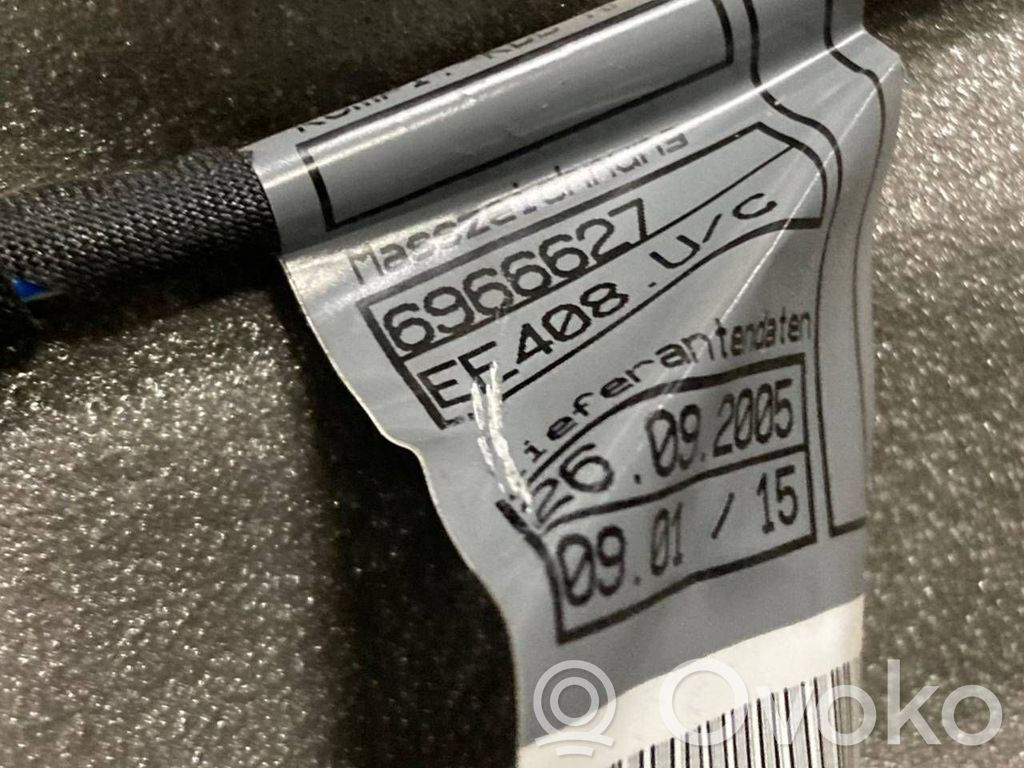 Masszeichnung
6966627
EE408.U/C
Lieferantendaten
26.09.2005
09.01 / 15
Ovoko